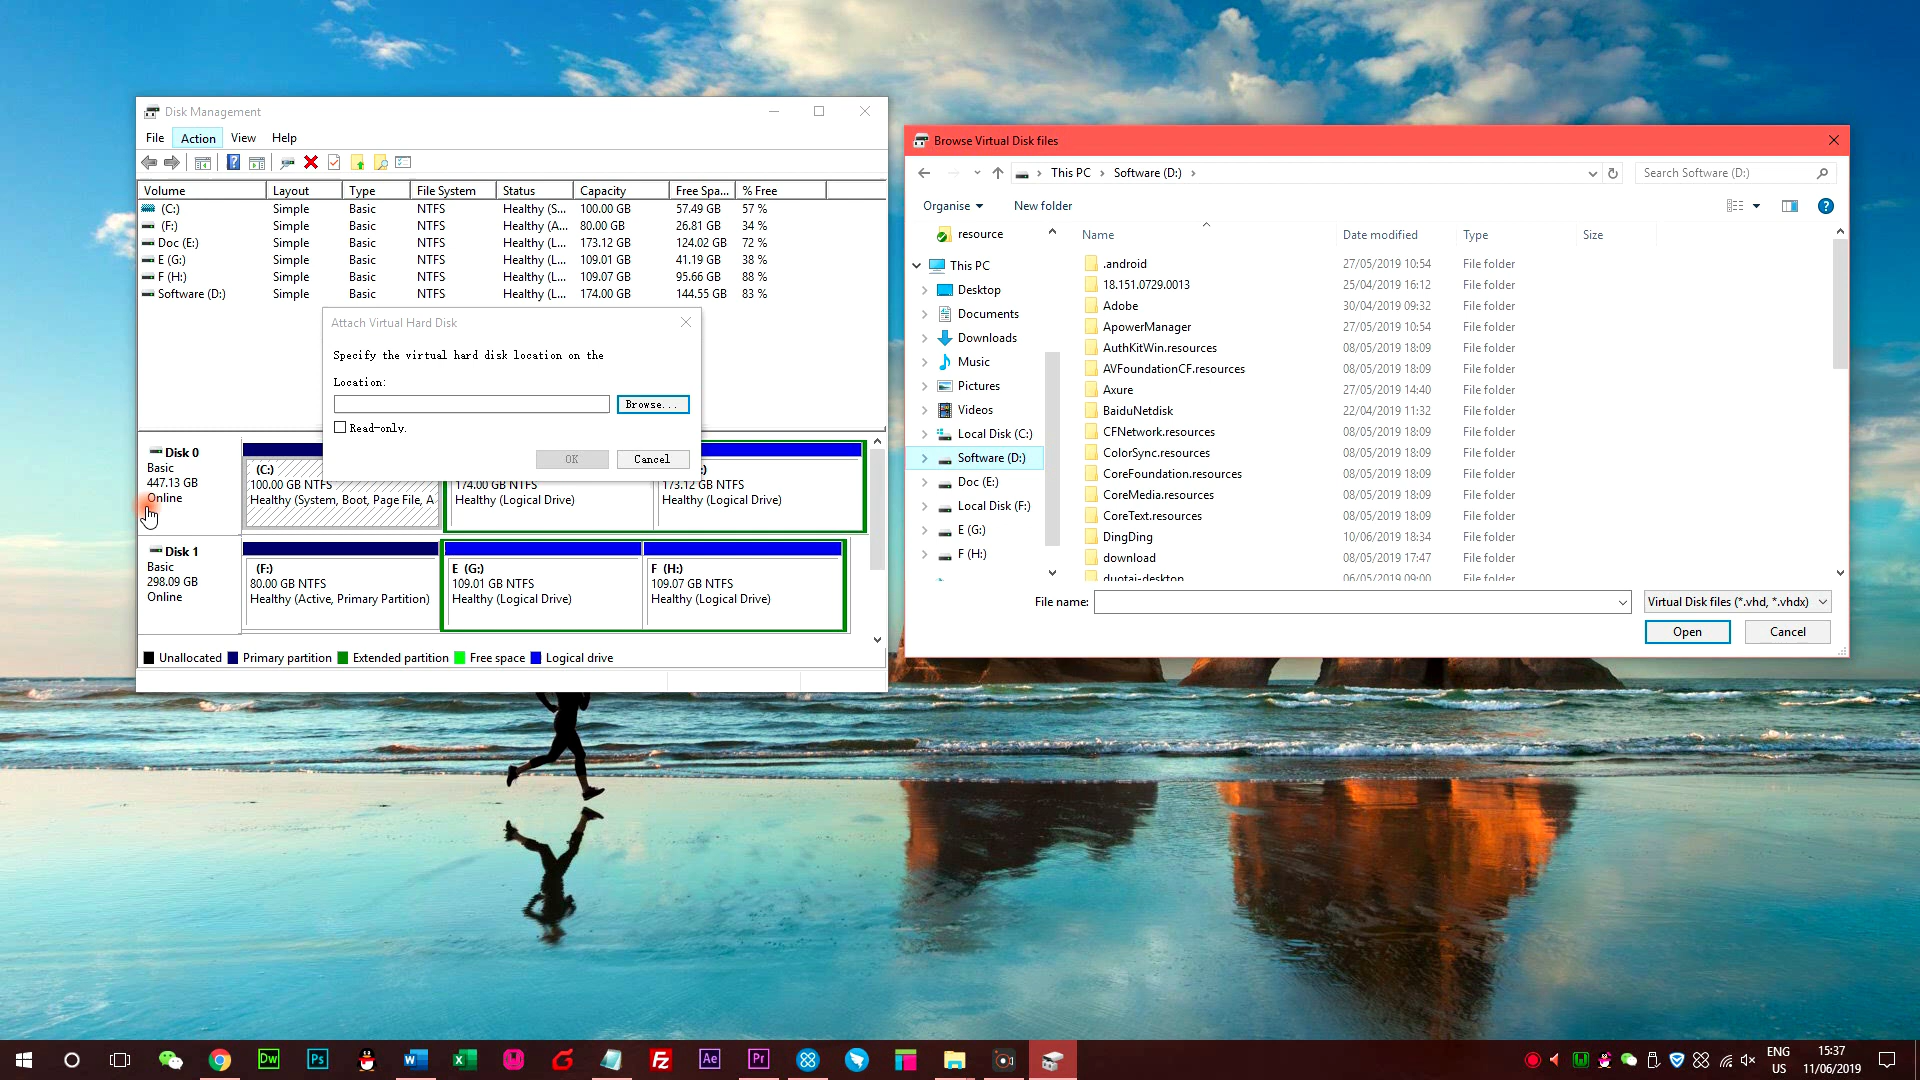 Disk Management
File Action View Help
Volume Layout Type File System Status Capacity Free Spa... % Free
(C:) Simple Basic NTFS Healthy (S... 100.00 GB 57.49 GB 57 %
(F:) Simple Basic NTFS Healthy (A... 80.00 GB 26.81 GB 34 %
Doc (E:) Simple Basic NTFS Healthy (L... 173.12 GB 124.02 GB 72 %
E (G:) Simple Basic NTFS Healthy (L... 109.01 GB 41.19 GB 38 %
F (H:) Simple Basic NTFS Healthy (L... 109.07 GB 95.66 GB 88 %
Software (D:) Simple Basic NTFS Healthy (L... 174.00 GB 144.55 GB 83 %
Attach Virtual Hard Disk
Specify the virtual hard disk location on the
Location:
Browse...
Read-only.
OK Cancel
Disk 0
Basic
447.13 GB
Online
(C:)
100.00 GB NTFS
Healthy (System, Boot, Page File, A
174.00 GB NTFS
Healthy (Logical Drive)
:)
173.12 GB NTFS
Healthy (Logical Drive)
Disk 1
Basic
298.09 GB
Online
(F:)
80.00 GB NTFS
Healthy (Active, Primary Partition)
E (G:)
109.01 GB NTFS
Healthy (Logical Drive)
F (H:)
109.07 GB NTFS
Healthy (Logical Drive)
Unallocated Primary partition Extended partition Free space Logical drive
Browse Virtual Disk files
This PC Software (D:) Search Software (D:)
Organise New folder
resource
This PC
Desktop
Documents
Downloads
Music
Pictures
Videos
Local Disk (C:)
Software (D:)
Doc (E:)
Local Disk (F:)
E (G:)
F (H:)
Name Date modified Type Size
.android 27/05/2019 10:54 File folder
18.151.0729.0013 25/04/2019 16:12 File folder
Adobe 30/04/2019 09:32 File folder
ApowerManager 27/05/2019 10:54 File folder
AuthKitWin.resources 08/05/2019 18:09 File folder
AVFoundationCF.resources 08/05/2019 18:09 File folder
Axure 27/05/2019 14:40 File folder
BaiduNetdisk 22/04/2019 11:32 File folder
CFNetwork.resources 08/05/2019 18:09 File folder
ColorSync.resources 08/05/2019 18:09 File folder
CoreFoundation.resources 08/05/2019 18:09 File folder
CoreMedia.resources 08/05/2019 18:09 File folder
CoreText.resources 08/05/2019 18:09 File folder
DingDing 10/06/2019 18:34 File folder
download 08/05/2019 17:47 File folder
duotai-desktop 06/05/2019 09:00 File folder
File name: Virtual Disk files (*.vhd, *.vhdx)
Open Cancel
Dw Ps Fz Ae Pr
ENG
US
15:37
11/06/2019